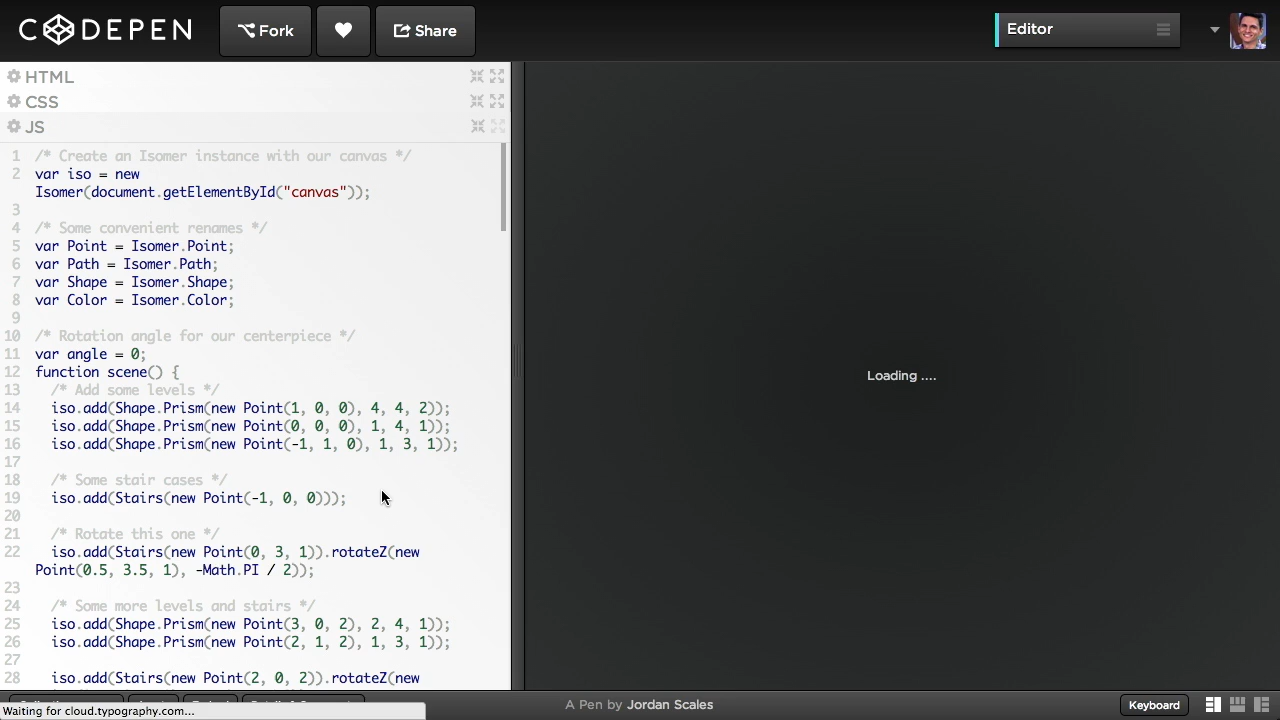 CODEPEN
Fork
Share
Editor
HTML
CSS
JS
1 /* Create an Isomer instance with our canvas */
2 var iso = new
Isomer(document.getElementById("canvas"));
3
4 /* Some convenient renames */
5 var Point = Isomer.Point;
6 var Path = Isomer.Path;
7 var Shape = Isomer.Shape;
8 var Color = Isomer.Color;
9
10 /* Rotation angle for our centerpiece */
11 var angle = 0;
12 function scene() {
13 /* Add some levels */
14 iso.add(Shape.Prism(new Point(1, 0, 0), 4, 4, 2));
15 iso.add(Shape.Prism(new Point(0, 0, 0), 1, 4, 1));
16 iso.add(Shape.Prism(new Point(-1, 1, 0), 1, 3, 1));
17
18 /* Some stair cases */
19 iso.add(Stairs(new Point(-1, 0, 0)));
20
21 /* Rotate this one */
22 iso.add(Stairs(new Point(0, 3, 1)).rotateZ(new
Point(0.5, 3.5, 1), -Math.PI / 2));
23
24 /* Some more levels and stairs */
25 iso.add(Shape.Prism(new Point(3, 0, 2), 2, 4, 1));
26 iso.add(Shape.Prism(new Point(2, 1, 2), 1, 3, 1));
27
28 iso.add(Stairs(new Point(2, 0, 2)).rotateZ(new
Loading ....
Waiting for cloud.typography.com...
A Pen by Jordan Scales
Keyboard